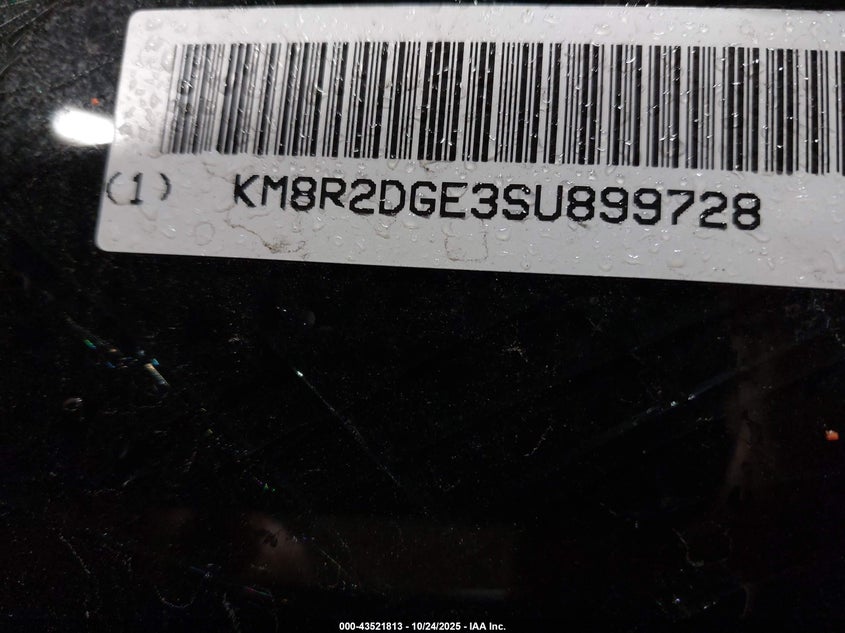 (1) KM8R2DGE3SU899728
000-43521813 - 10/24/2025 - IAA Inc.